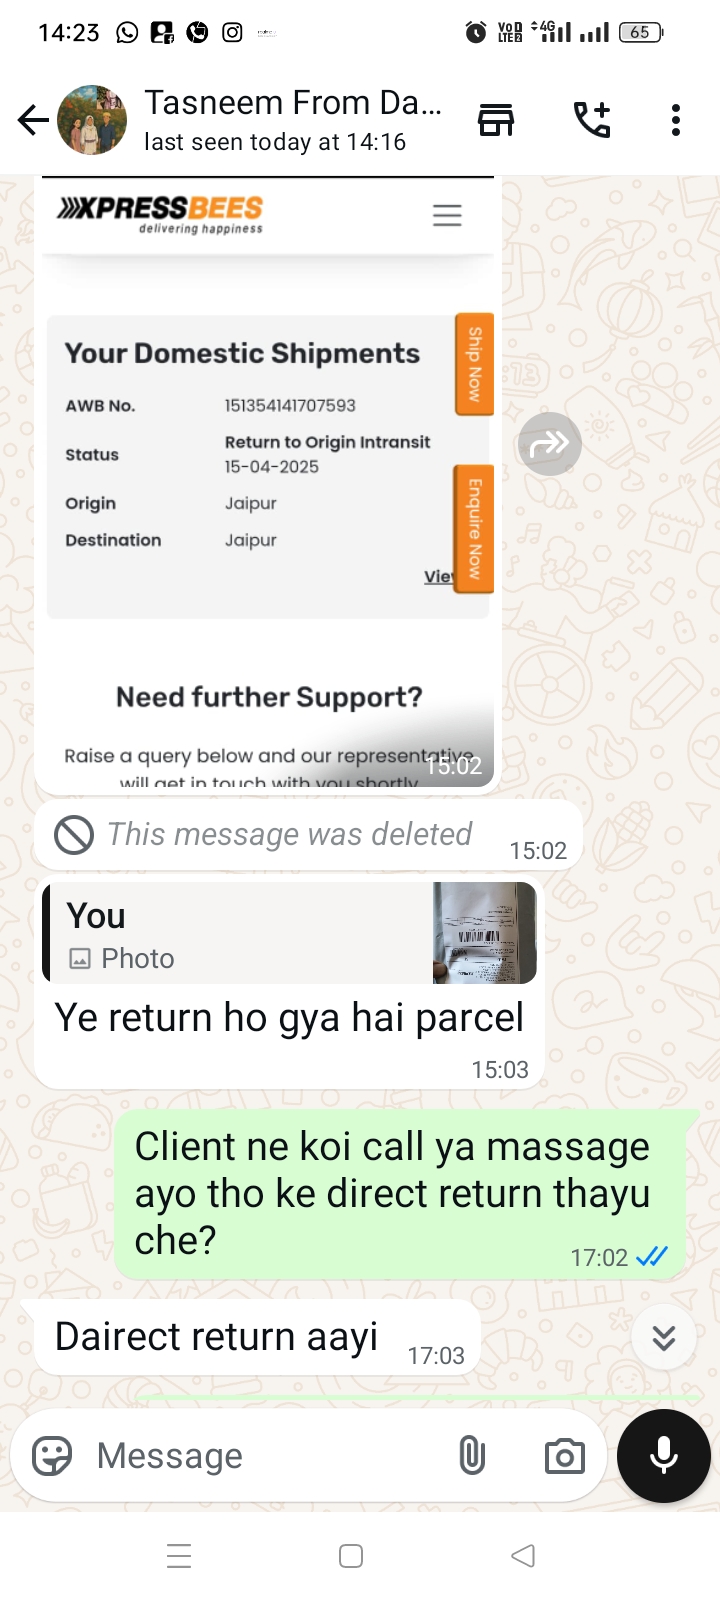 14:23
VoD
LTE2
4G
65
Tasneem From Da...
last seen today at 14:16
XPRESSBEES
delivering happiness
Your Domestic Shipments
Ship Now
AWB No. 151354141707593
Status Return to Origin Intransit
15-04-2025
Origin Jaipur
Enquire Now
Destination Jaipur
Vie
Need further Support?
Raise a query below and our representative
15:02
will get in touch with you shortly
This message was deleted 15:02
You
Photo
Ye return ho gya hai parcel
15:03
Client ne koi call ya massage
ayo tho ke direct return thayu
che?
17:02
Dairect return aayi 17:03
Message